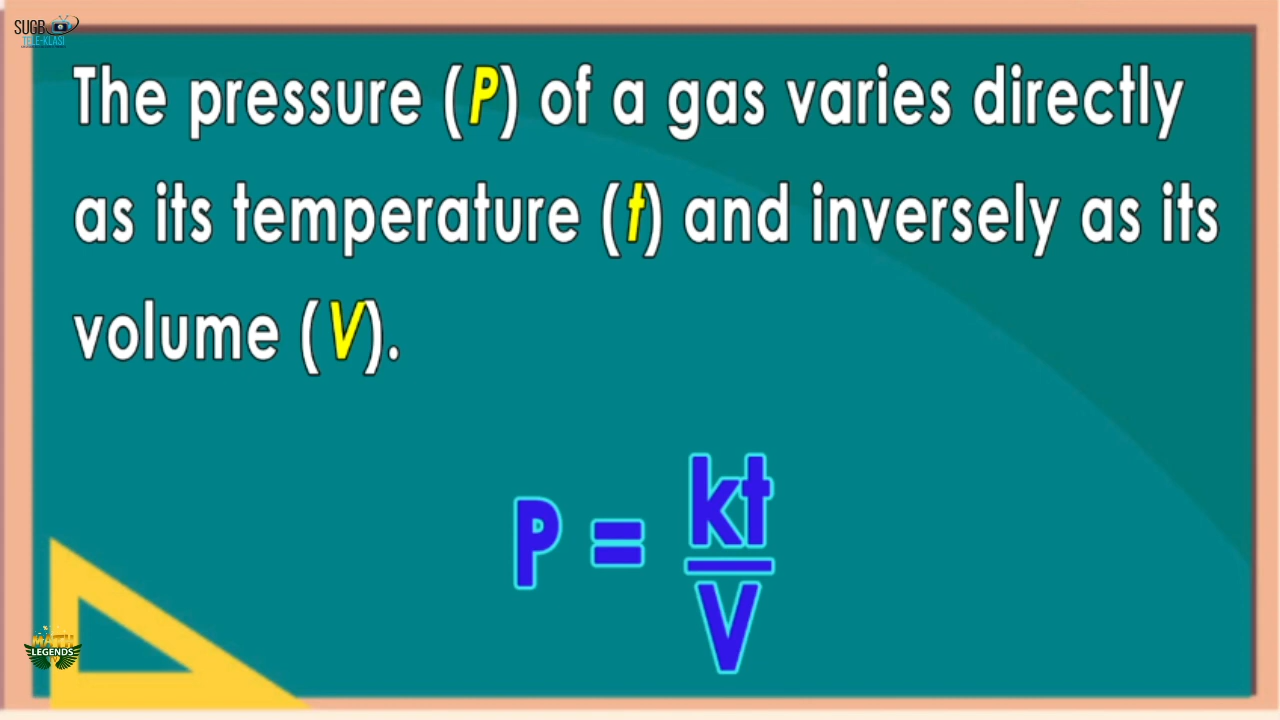 SUGB
TELE-KLASI
The pressure (P) of a gas varies directly
as its temperature (t) and inversely as its
volume (V).
P = kt
V
MATH
LEGENDS